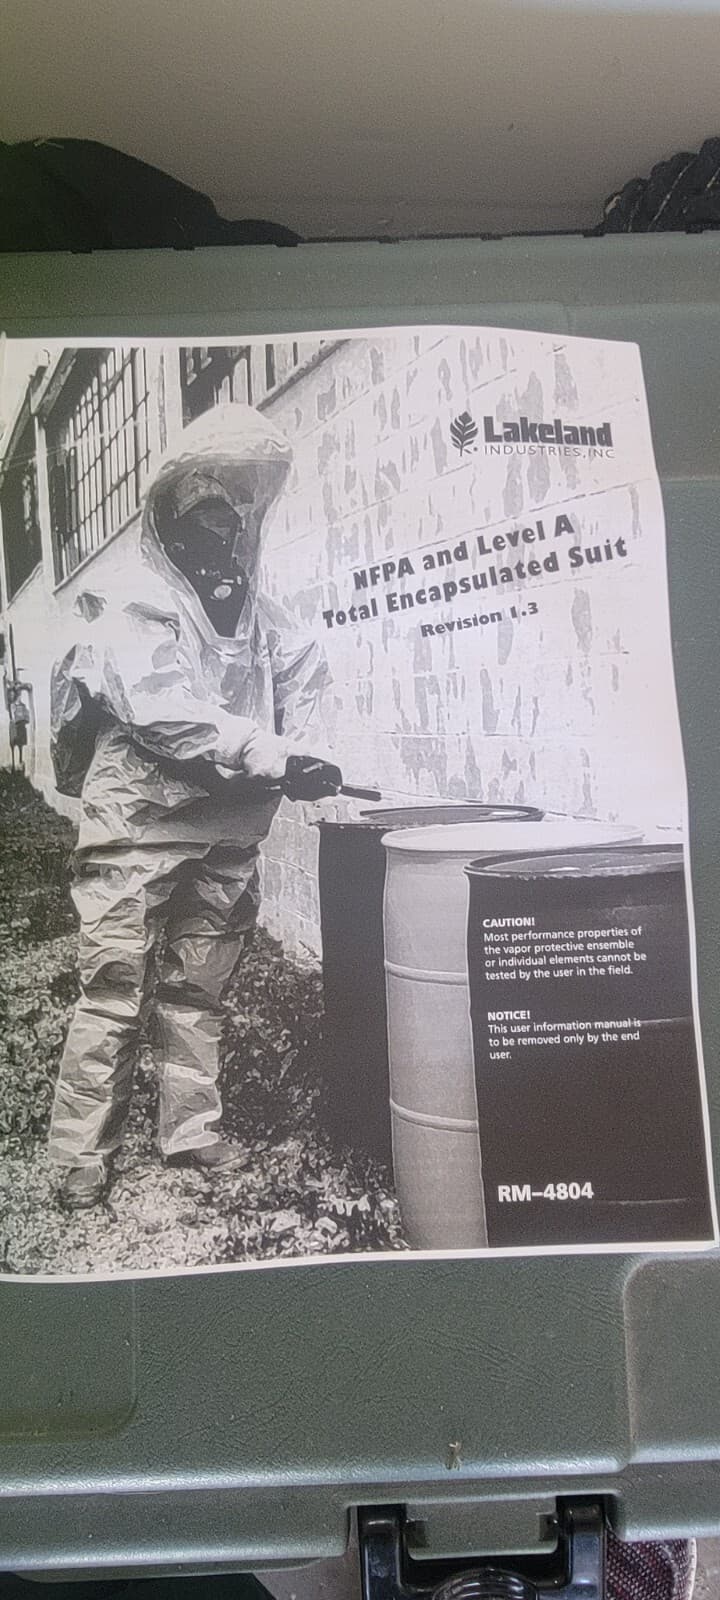 Lakeland
INDUSTRIES, INC
NFPA and Level A
Total Encapsulated Suit
Revision 1.3
CAUTION!
Most performance properties of
the vapor protective ensemble
or individual elements cannot be
tested by the user in the field.
NOTICE!
This user information manual is
to be removed only by the end
user.
RM–4804